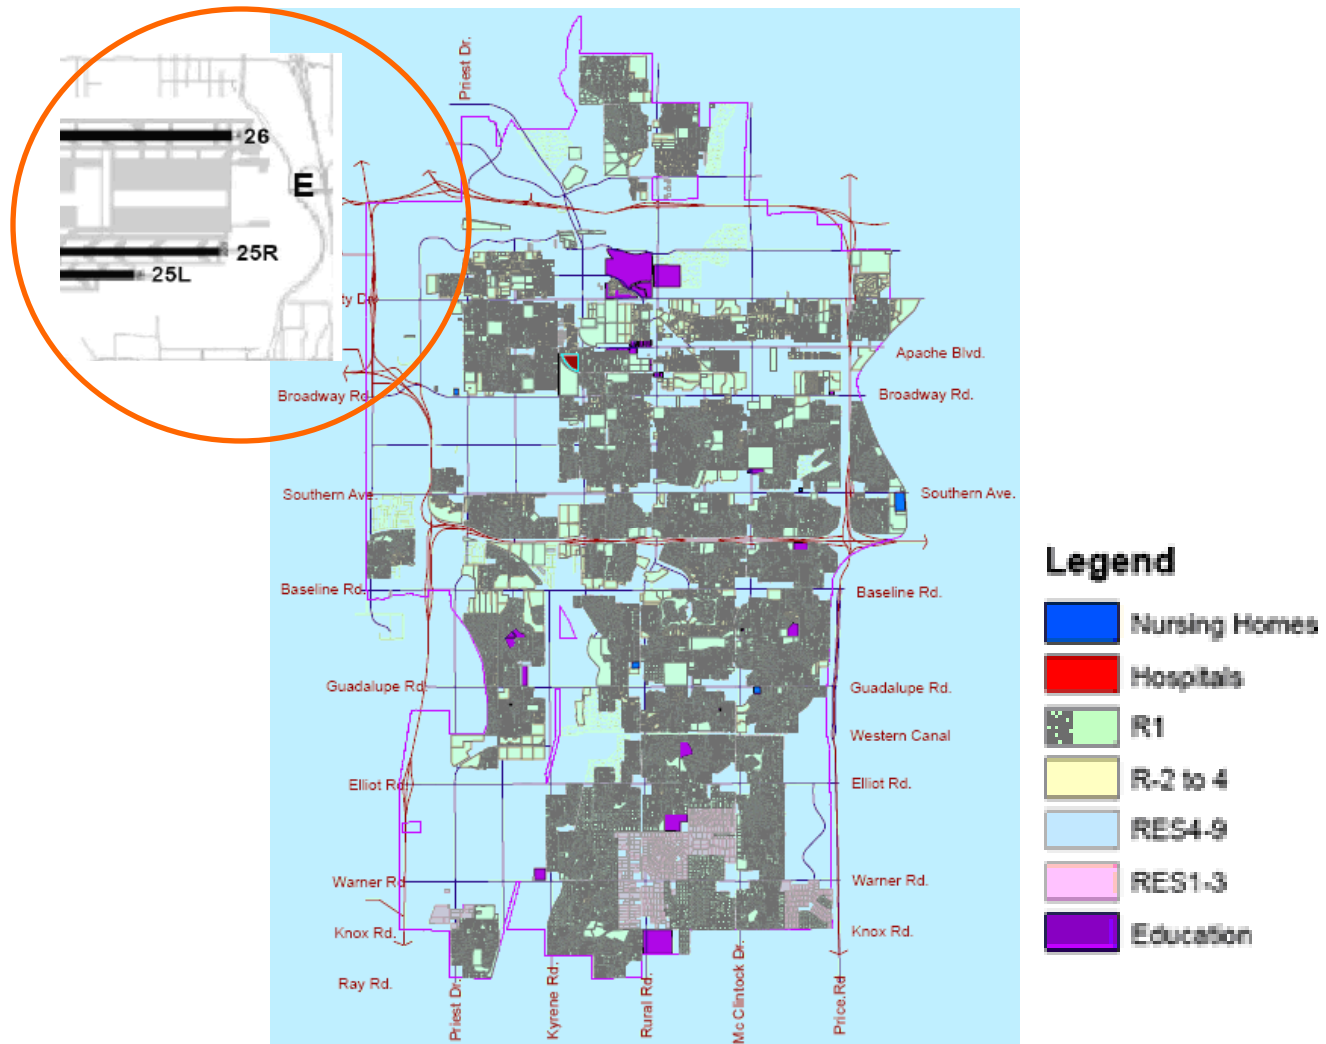 Priest Dr.
26
E
25R
25L
ty Dr.
Apache Blvd.
Broadway Rd.
Broadway Rd.
Southern Ave.
Southern Ave.
Legend
Nursing Homes
Hospitals
R1
R-2 to 4
RES4-9
RES1-3
Education
Baseline Rd.
Baseline Rd.
Guadalupe Rd.
Guadalupe Rd.
Western Canal
Elliot Rd.
Elliot Rd.
Warner Rd.
Warner Rd.
Knox Rd.
Knox Rd.
Ray Rd.
Priest Dr.
Kyrene Rd.
Rural Rd.
Mc Clintock Dr.
Price.Rd